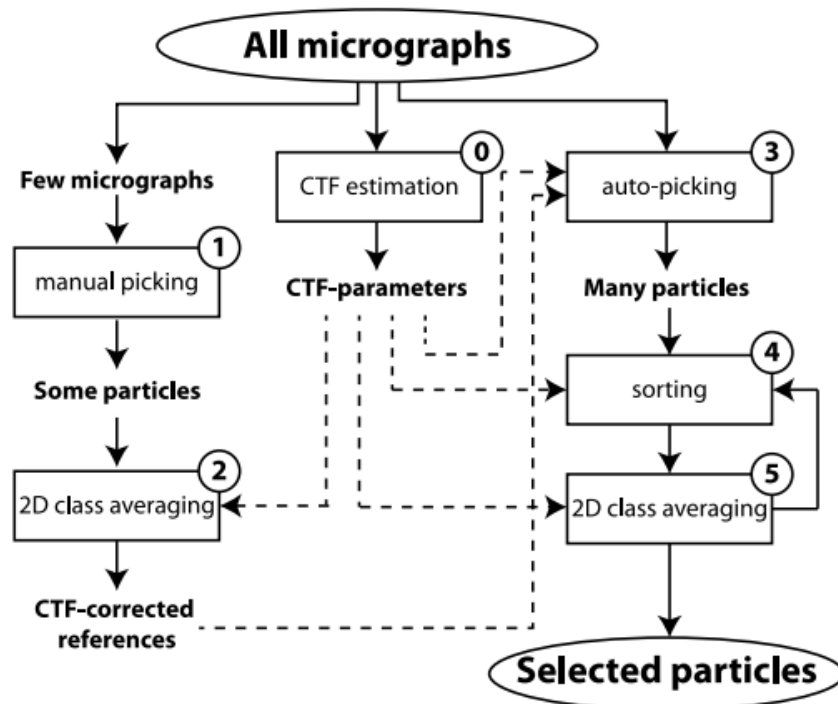 All micrographs
Few micrographs
1
manual picking
Some particles
2
2D class averaging
CTF-corrected
references
0
CTF estimation
CTF-parameters
3
auto-picking
Many particles
4
sorting
5
2D class averaging
Selected particles